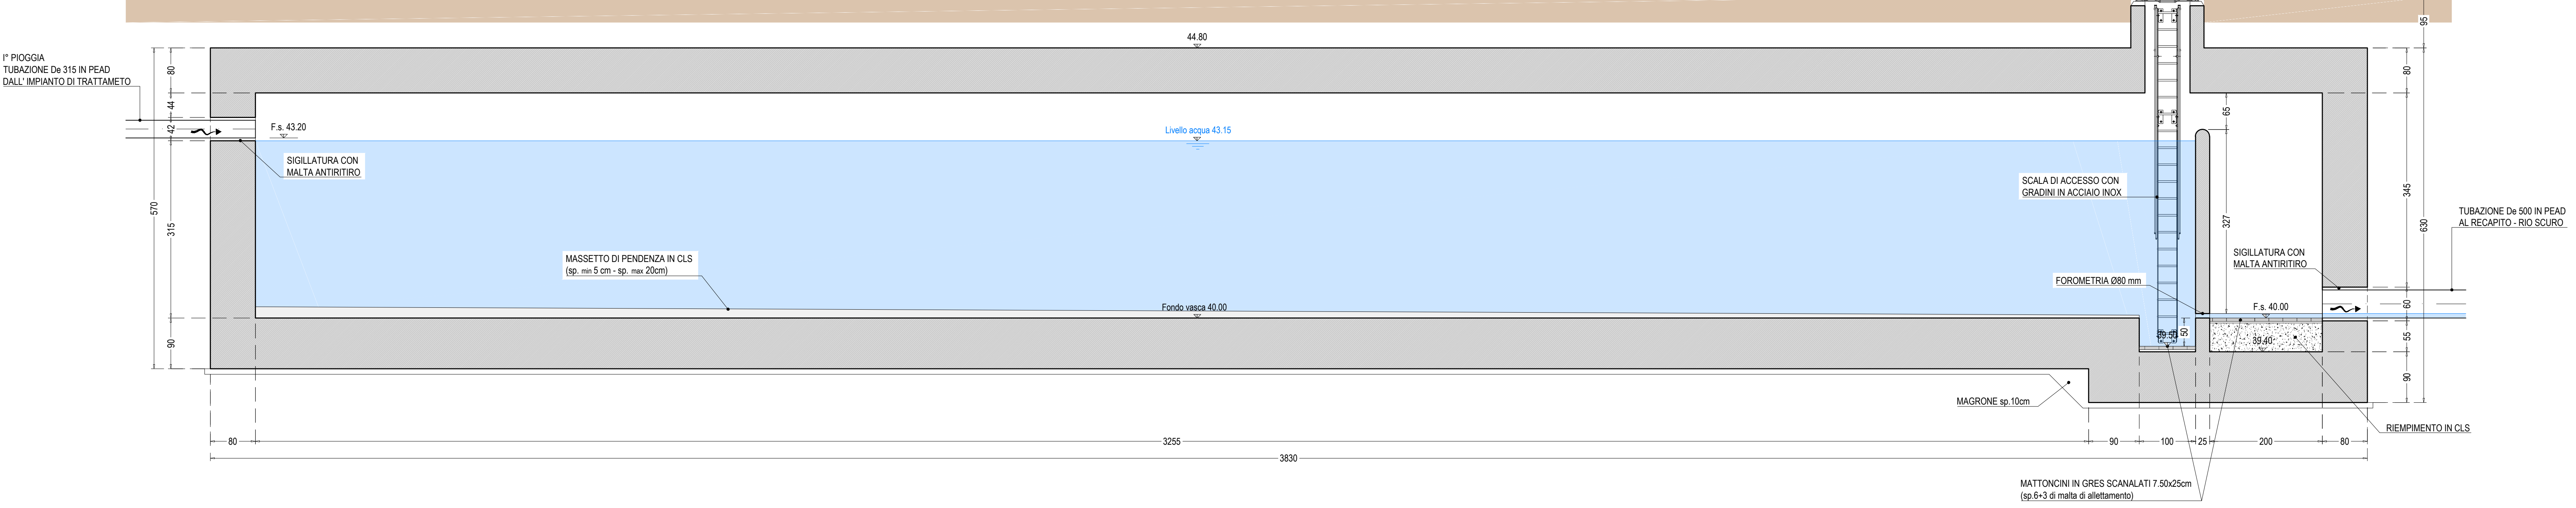 95
44.80
I° PIOGGIA
TUBAZIONE De 315 IN PEAD
DALL' IMPIANTO DI TRATTAMETO
80
80
44
65
42
F.s. 43.20
Livello acqua 43.15
SIGILLATURA CON
MALTA ANTIRITIRO
SCALA DI ACCESSO CON
GRADINI IN ACCIAIO INOX
345
570
315
327
630
TUBAZIONE De 500 IN PEAD
AL RECAPITO - RIO SCURO
MASSETTO DI PENDENZA IN CLS
(sp. min 5 cm - sp. max 20cm)
SIGILLATURA CON
MALTA ANTIRITIRO
FOROMETRIA Ø80 mm
Fondo vasca 40.00
F.s. 40.00
60
39.50
50
39.40
55
90
90
MAGRONE sp.10cm
RIEMPIMENTO IN CLS
80
3255
90
100
25
200
80
3830
MATTONCINI IN GRES SCANALATI 7.50x25cm
(sp.6+3 di malta di allettamento)